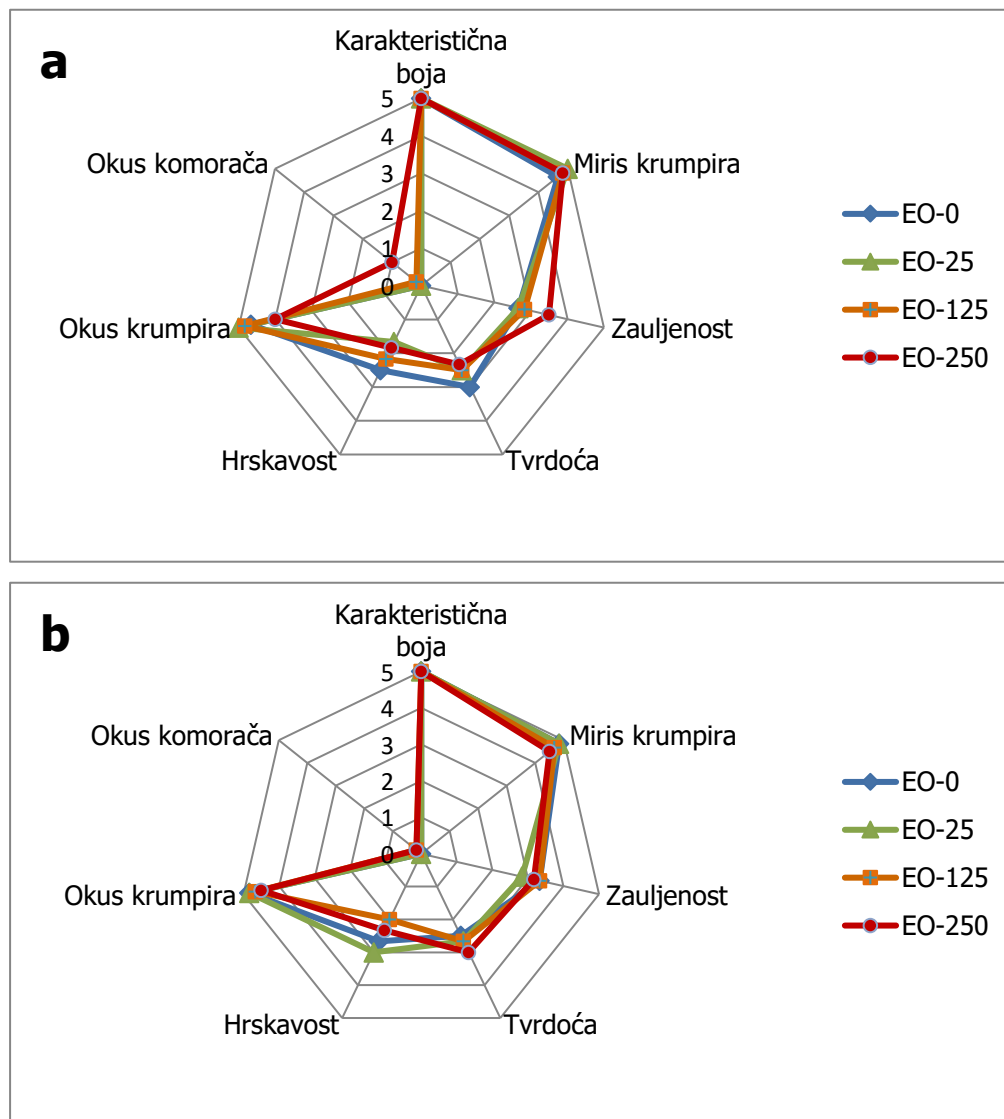 a
Karakteristična
boja
5
4
3
2
1
0
Miris krumpira
Zauljenost
Tvrdoća
Hrskavost
Okus krumpira
Okus komorača
EO-0
EO-25
EO-125
EO-250
b
Karakteristična
boja
5
4
3
2
1
0
Miris krumpira
Zauljenost
Tvrdoća
Hrskavost
Okus krumpira
Okus komorača
EO-0
EO-25
EO-125
EO-250